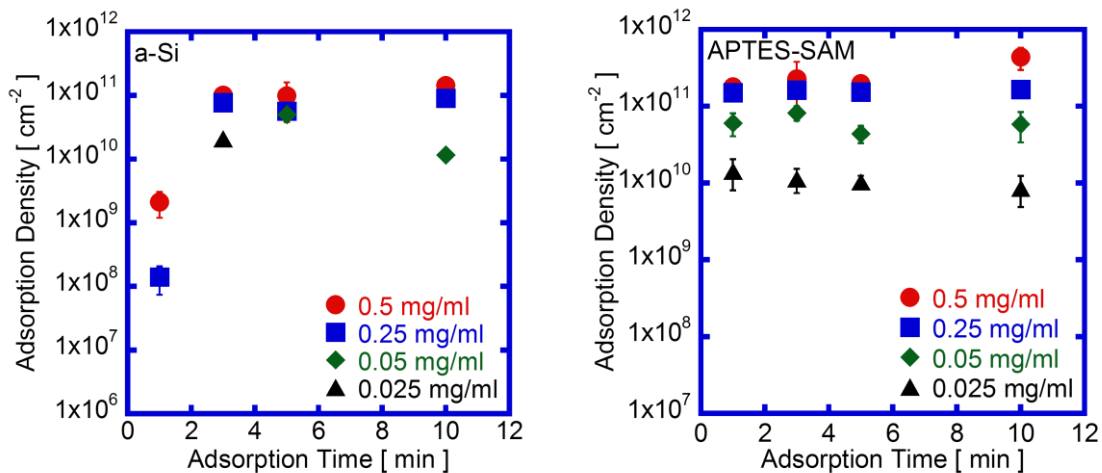 a-Si
Adsorption Density [ cm⁻² ]
1x10¹²
1x10¹¹
1x10¹⁰
1x10⁹
1x10⁸
1x10⁷
1x10⁶
0.5 mg/ml
0.25 mg/ml
0.05 mg/ml
0.025 mg/ml
0 2 4 6 8 10 12
Adsorption Time [ min ]
APTES-SAM
Adsorption Density [ cm⁻² ]
1x10¹²
1x10¹¹
1x10¹⁰
1x10⁹
1x10⁸
1x10⁷
0.5 mg/ml
0.25 mg/ml
0.05 mg/ml
0.025 mg/ml
0 2 4 6 8 10 12
Adsorption Time [ min ]